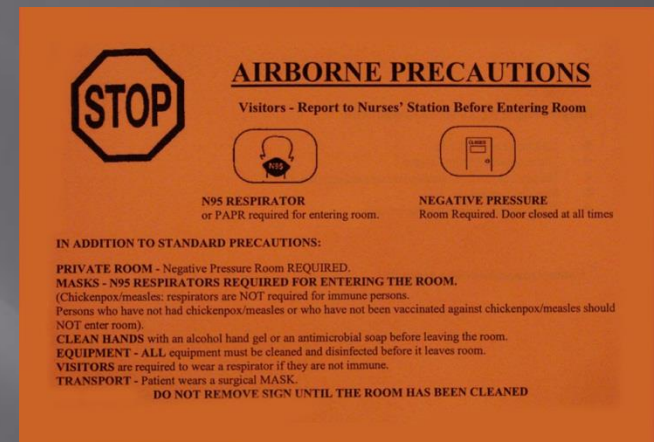 STOP
AIRBORNE PRECAUTIONS
Visitors - Report to Nurses' Station Before Entering Room
N95
CLOSED
N95 RESPIRATOR
or PAPR required for entering room.
NEGATIVE PRESSURE
Room Required. Door closed at all times
IN ADDITION TO STANDARD PRECAUTIONS:
PRIVATE ROOM - Negative Pressure Room REQUIRED.
MASKS - N95 RESPIRATORS REQUIRED FOR ENTERING THE ROOM.
(Chickenpox/measles: respirators are NOT required for immune persons.
Persons who have not had chickenpox/measles or who have not been vaccinated against chickenpox/measles should
NOT enter room).
CLEAN HANDS with an alcohol hand gel or an antimicrobial soap before leaving the room.
EQUIPMENT - ALL equipment must be cleaned and disinfected before it leaves room.
VISITORS are required to wear a respirator if they are not immune.
TRANSPORT - Patient wears a surgical MASK.
DO NOT REMOVE SIGN UNTIL THE ROOM HAS BEEN CLEANED